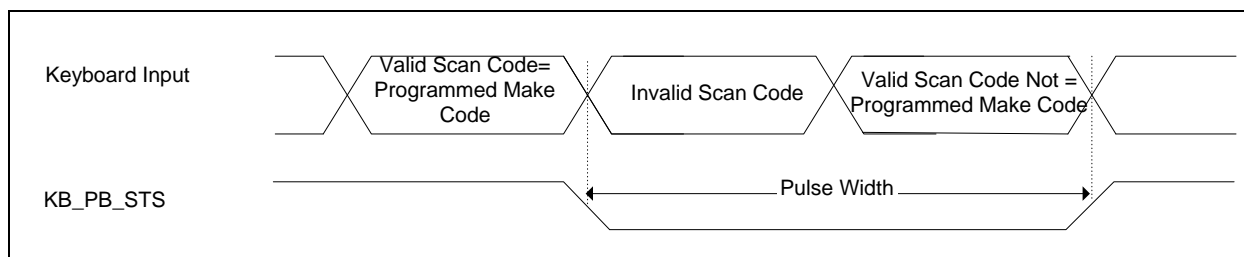 Keyboard Input
Valid Scan Code=
Programmed Make
Code
Invalid Scan Code
Valid Scan Code Not =
Programmed Make Code
KB_PB_STS
Pulse Width